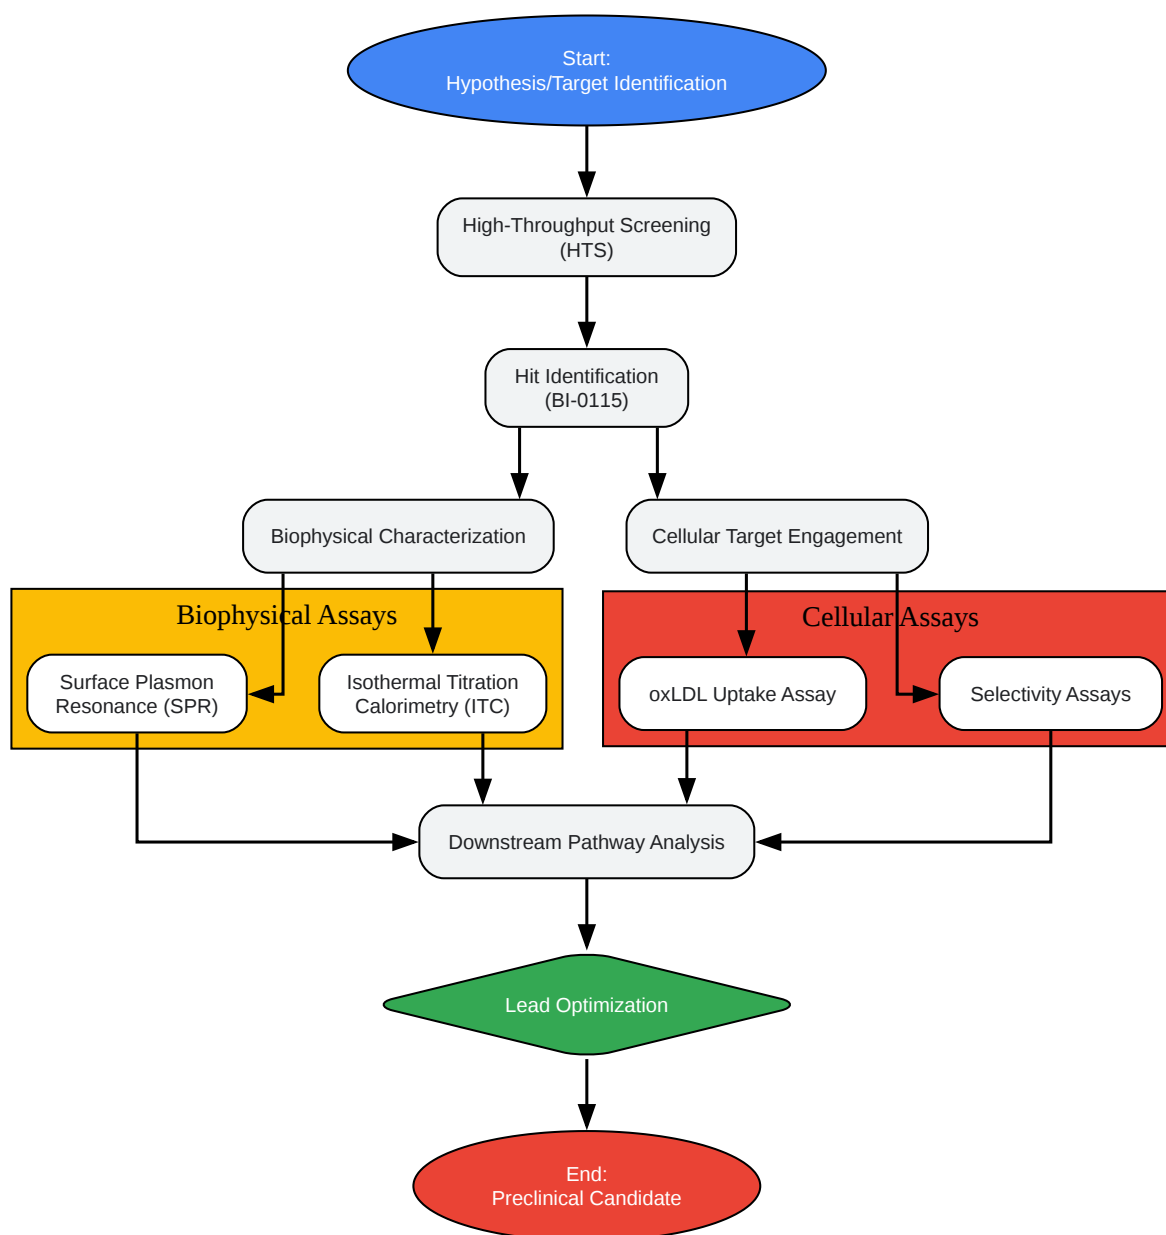 Start:
Hypothesis/Target Identification
High-Throughput Screening
(HTS)
Hit Identification
(BI-0115)
Biophysical Characterization
Cellular Target Engagement
Biophysical Assays
Cellular Assays
Surface Plasmon
Resonance (SPR)
Isothermal Titration
Calorimetry (ITC)
oxLDL Uptake Assay
Selectivity Assays
Downstream Pathway Analysis
Lead Optimization
End:
Preclinical Candidate